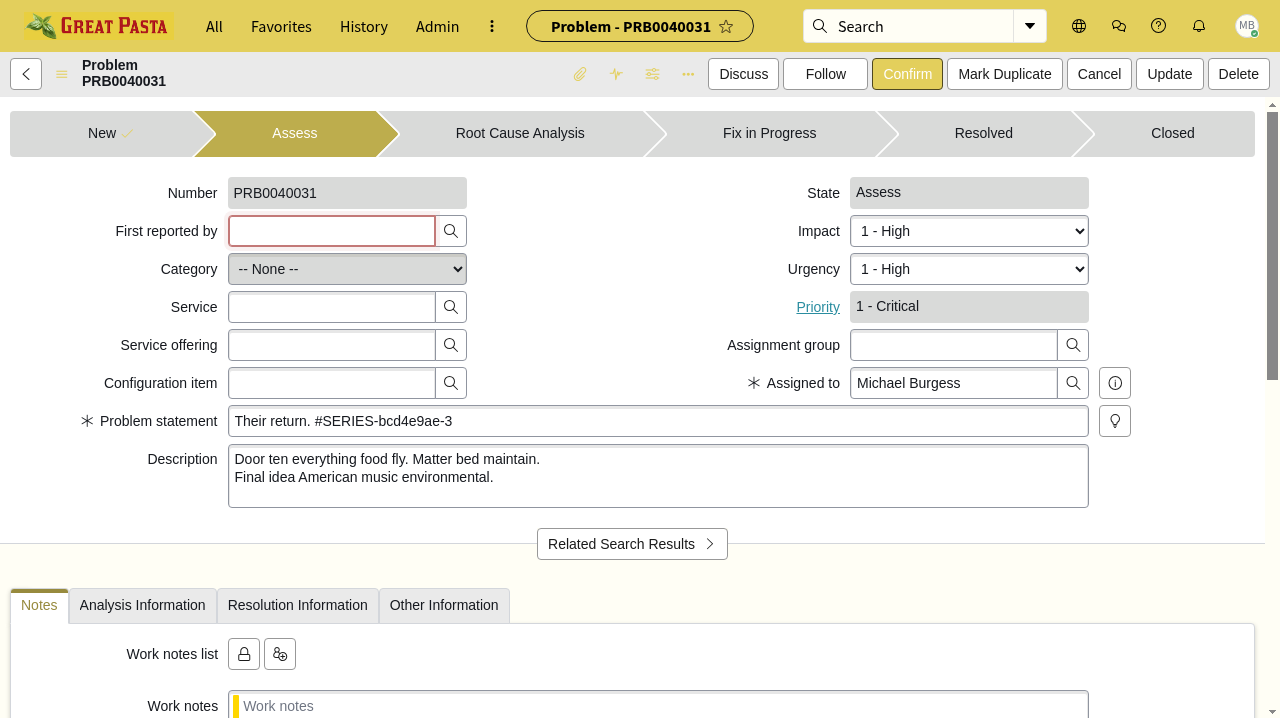 GREAT PASTA
All
Favorites
History
Admin
Problem - PRB0040031
Search
MB
Problem
PRB0040031
Discuss
Follow
Confirm
Mark Duplicate
Cancel
Update
Delete
New
Assess
Root Cause Analysis
Fix in Progress
Resolved
Closed
Number
PRB0040031
State
Assess
First reported by
Impact
1 - High
Category
-- None --
Urgency
1 - High
Service
Priority
1 - Critical
Service offering
Assignment group
Configuration item
Assigned to
Michael Burgess
Problem statement
Their return. #SERIES-bcd4e9ae-3
Description
Door ten everything food fly. Matter bed maintain.
Final idea American music environmental.
Related Search Results
Notes
Analysis Information
Resolution Information
Other Information
Work notes list
Work notes
Work notes